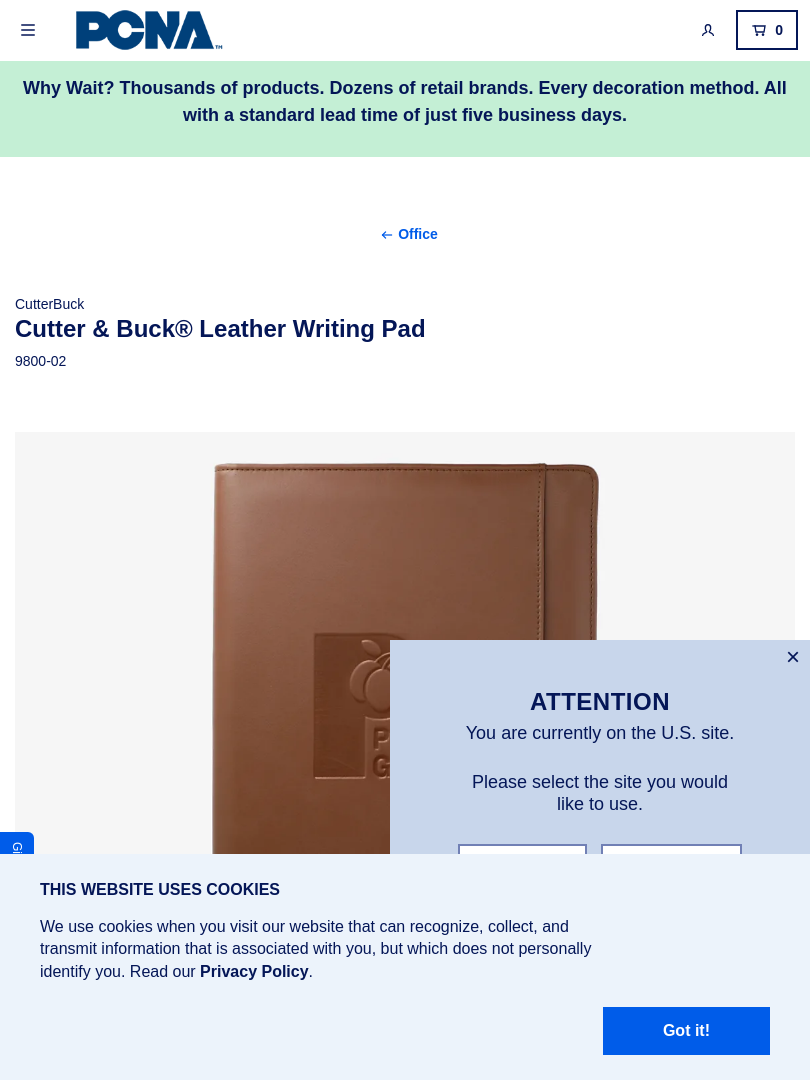 PCNA™
0
Why Wait? Thousands of products. Dozens of retail brands. Every decoration method. All
with a standard lead time of just five business days.
← Office
CutterBuck
Cutter & Buck® Leather Writing Pad
9800-02
ATTENTION
You are currently on the U.S. site.
Please select the site you would
like to use.
THIS WEBSITE USES COOKIES
We use cookies when you visit our website that can recognize, collect, and
transmit information that is associated with you, but which does not personally
identify you. Read our Privacy Policy.
Got it!